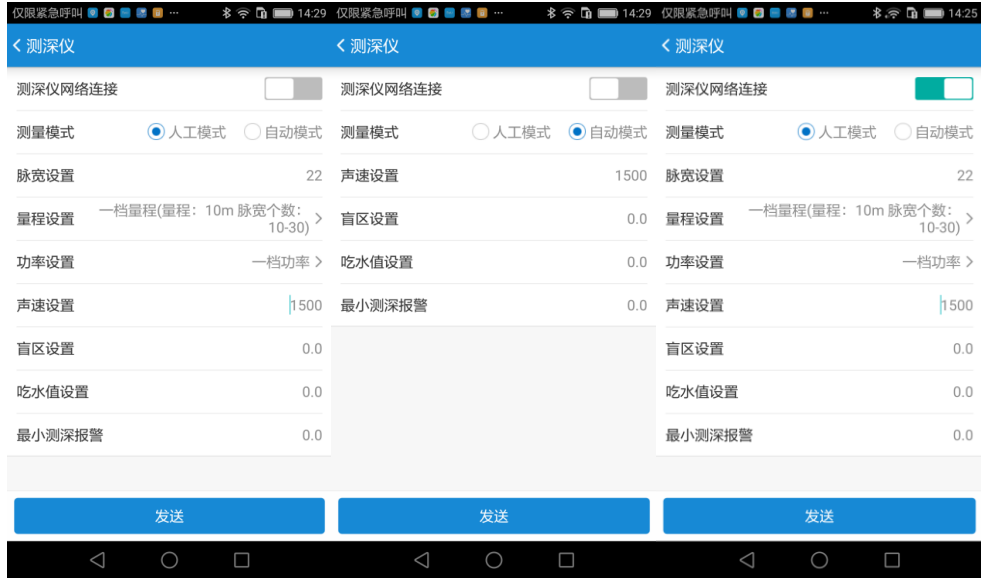 仅限紧急呼叫 14:29
测深仪
测深仪网络连接
测量模式 人工模式 自动模式
脉宽设置 22
量程设置 一档量程(量程：10m 脉宽个数：
10-30)
功率设置 一档功率
声速设置 1500
盲区设置 0.0
吃水值设置 0.0
最小测深报警 0.0
发送
仅限紧急呼叫 14:29
测深仪
测深仪网络连接
测量模式 人工模式 自动模式
声速设置 1500
盲区设置 0.0
吃水值设置 0.0
最小测深报警 0.0
发送
仅限紧急呼叫 14:25
测深仪
测深仪网络连接
测量模式 人工模式 自动模式
脉宽设置 22
量程设置 一档量程(量程：10m 脉宽个数：
10-30)
功率设置 一档功率
声速设置 1500
盲区设置 0.0
吃水值设置 0.0
最小测深报警 0.0
发送